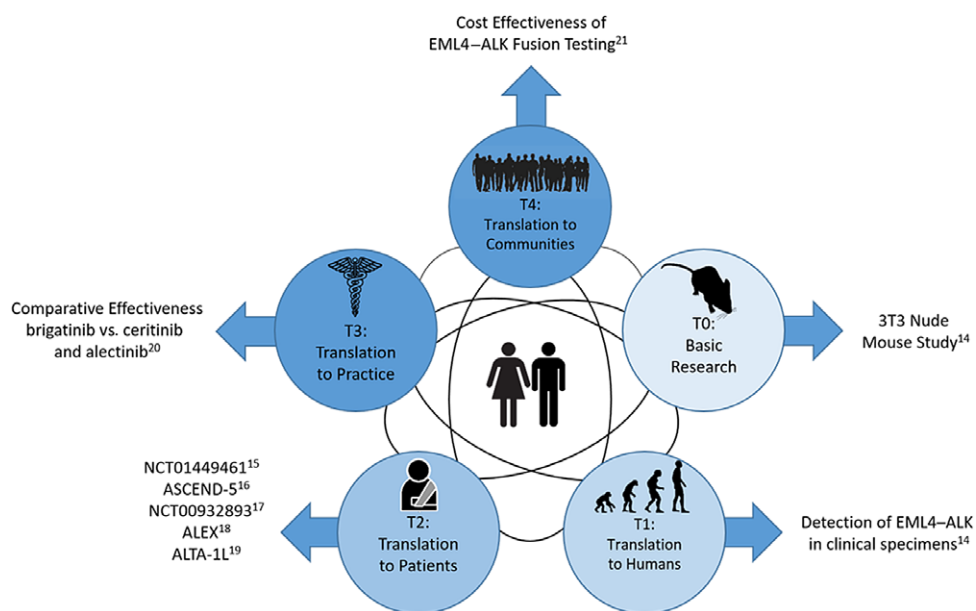 Cost Effectiveness of
EML4–ALK Fusion Testing²¹
T4:
Translation to
Communities
T3:
Translation
to Practice
Comparative Effectiveness
brigatinib vs. ceritinib
and alectinib²⁰
T0:
Basic
Research
3T3 Nude
Mouse Study¹⁴
NCT01449461¹⁵
ASCEND-5¹⁶
NCT00932893¹⁷
ALEX¹⁸
ALTA-1L¹⁹
T2:
Translation
to Patients
T1:
Translation
to Humans
Detection of EML4–ALK
in clinical specimens¹⁴